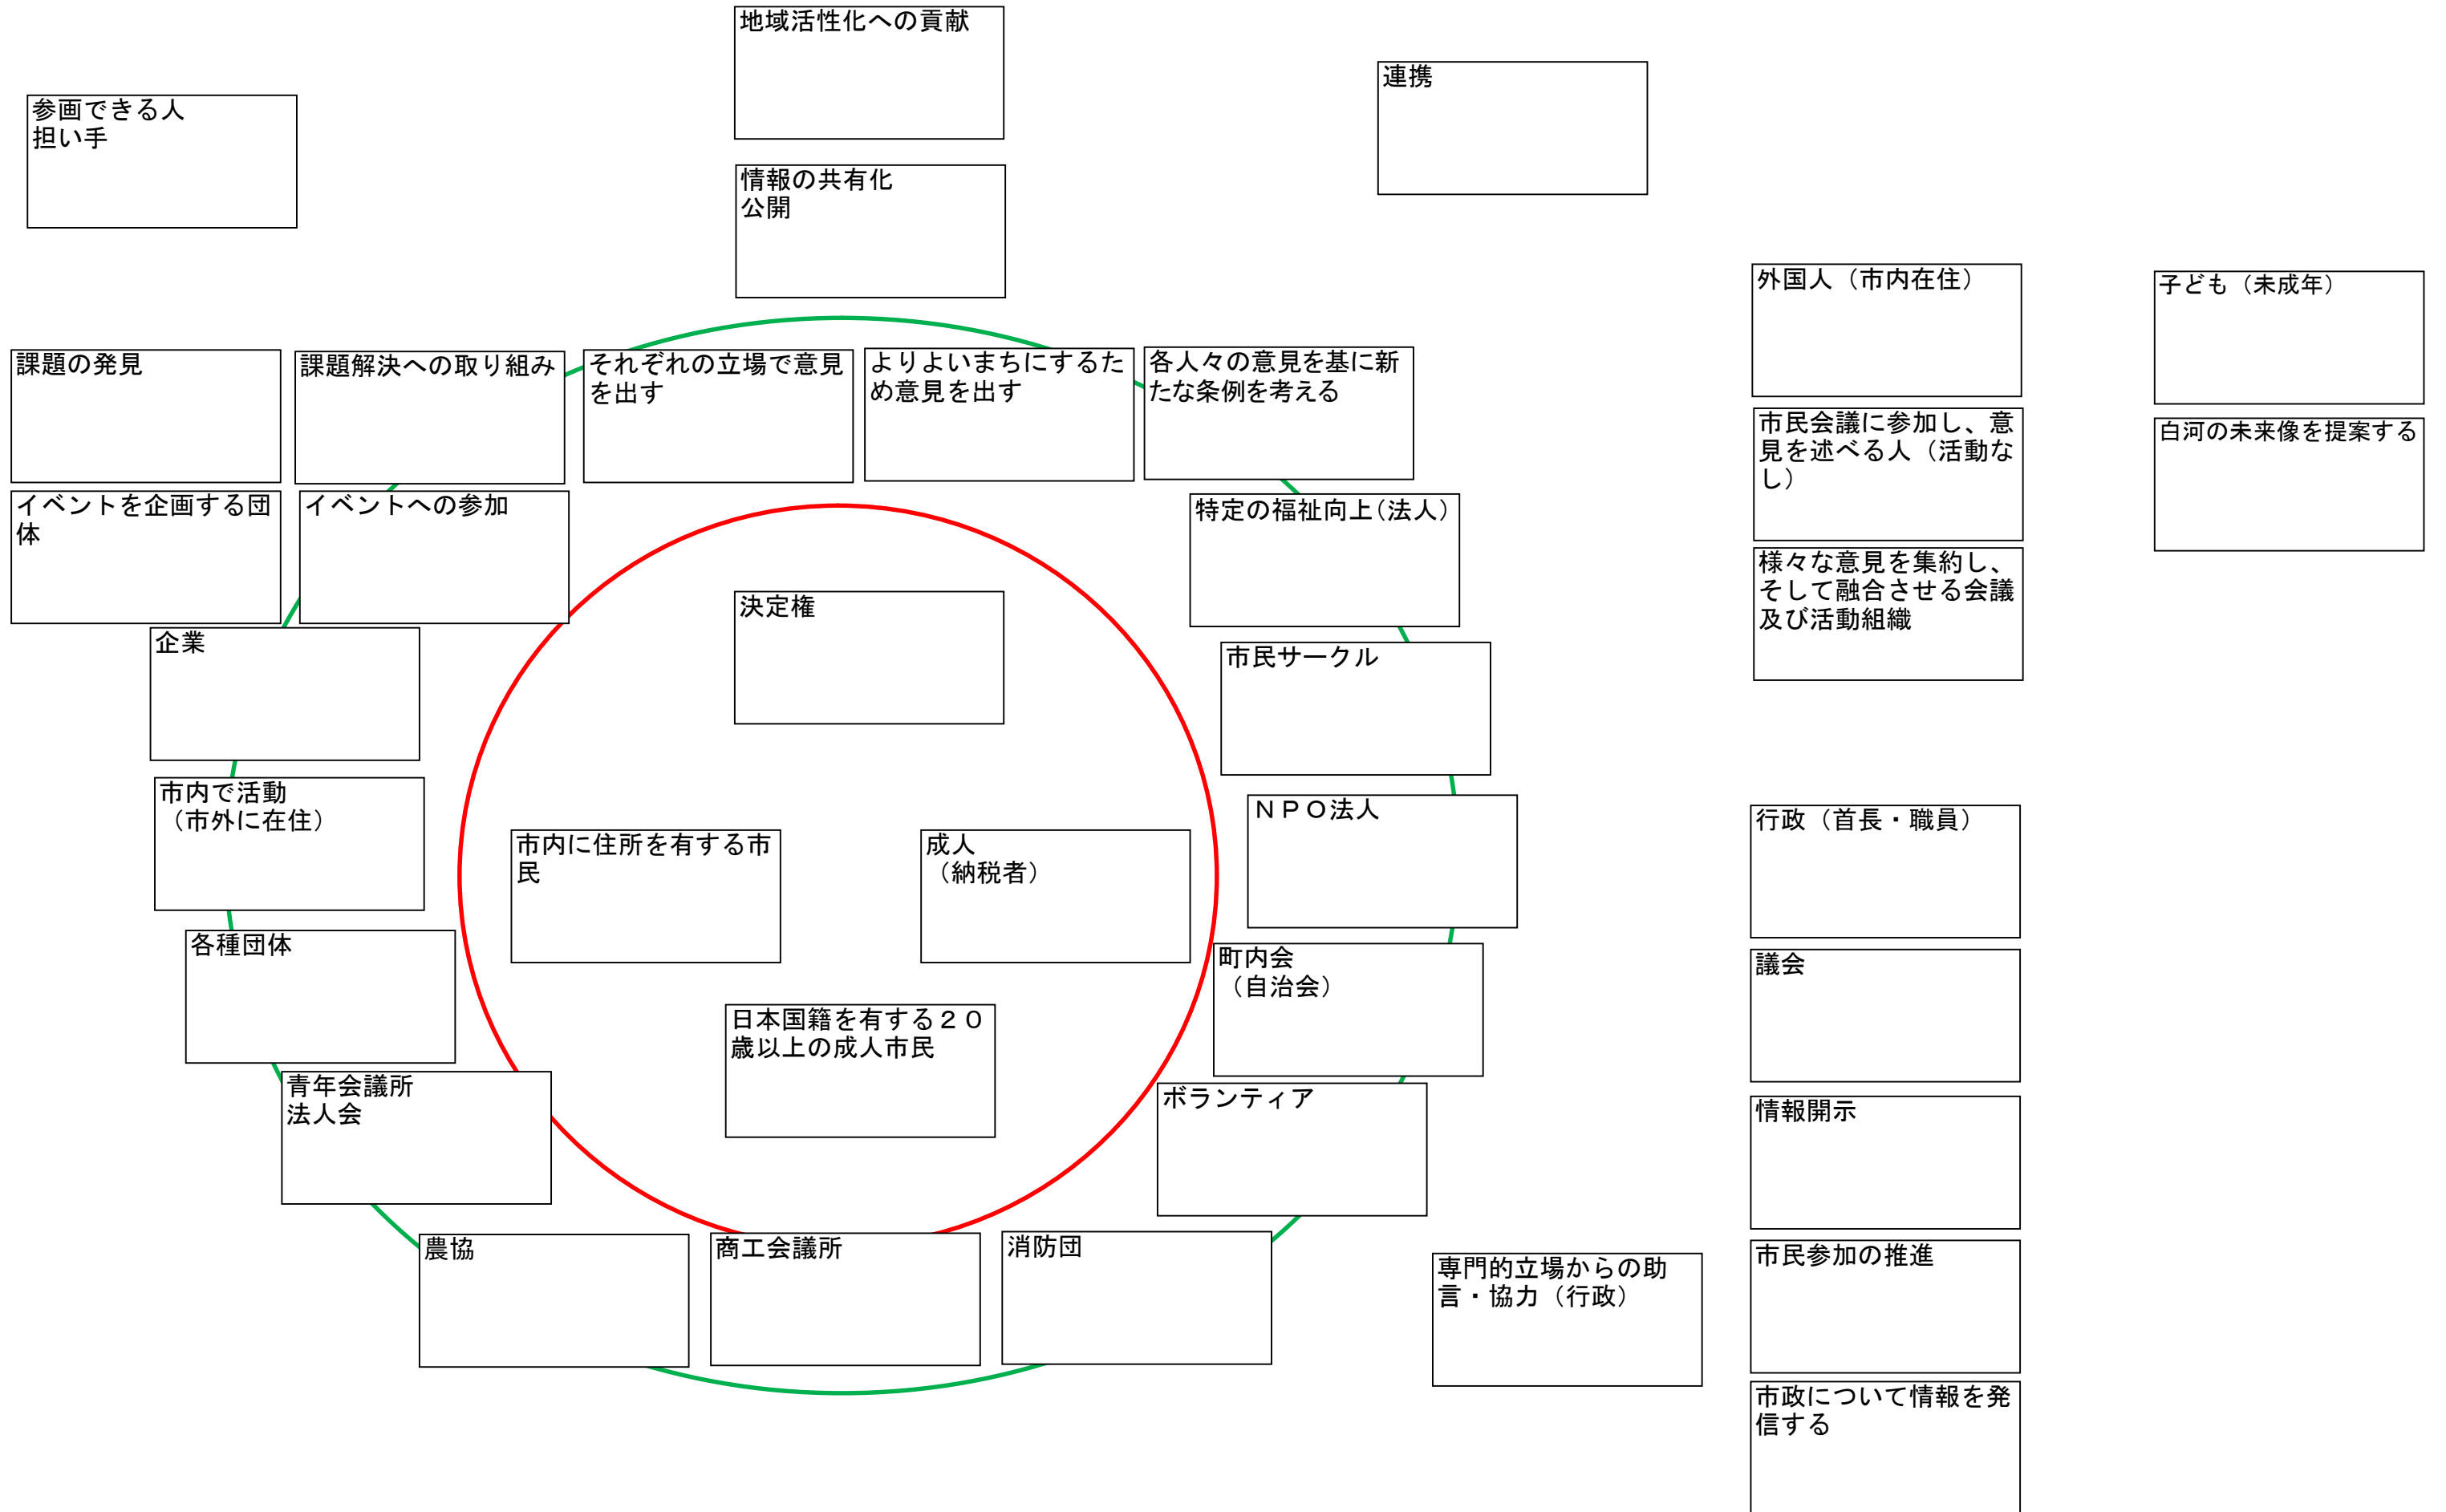 地域活性化への貢献
連携
参画できる人
担い手
情報の共有化
公開
外国人（市内在住）
子ども（未成年）
課題の発見
課題解決への取り組み
それぞれの立場で意見
を出す
よりよいまちにするた
め意見を出す
各人々の意見を基に新
たな条例を考える
市民会議に参加し、意
見を述べる人（活動な
し）
白河の未来像を提案する
イベントを企画する団
体
イベントへの参加
特定の福祉向上（法人）
様々な意見を集約し、
そして融合させる会議
及び活動組織
決定権
企業
市民サークル
市内で活動
（市外に在住）
ＮＰＯ法人
行政（首長・職員）
市内に住所を有する市
民
成人
（納税者）
各種団体
町内会
（自治会）
議会
日本国籍を有する２０
歳以上の成人市民
青年会議所
法人会
ボランティア
情報開示
農協
商工会議所
消防団
専門的立場からの助
言・協力（行政）
市民参加の推進
市政について情報を発
信する